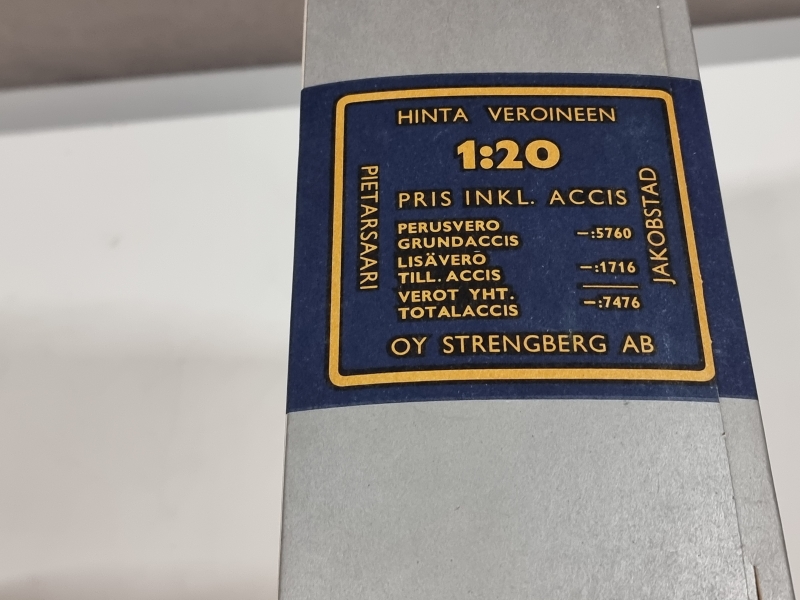 HINTA VEROINEEN
1:20
PRIS INKL. ACCIS
PERUSVERO
GRUNDACCIS
—:5760
LISÄVERO
TILL. ACCIS
—:1716
VEROT YHT.
TOTALACCIS
—:7476
OY STRENGBERG AB
PIETARSAARI
JAKOBSTAD